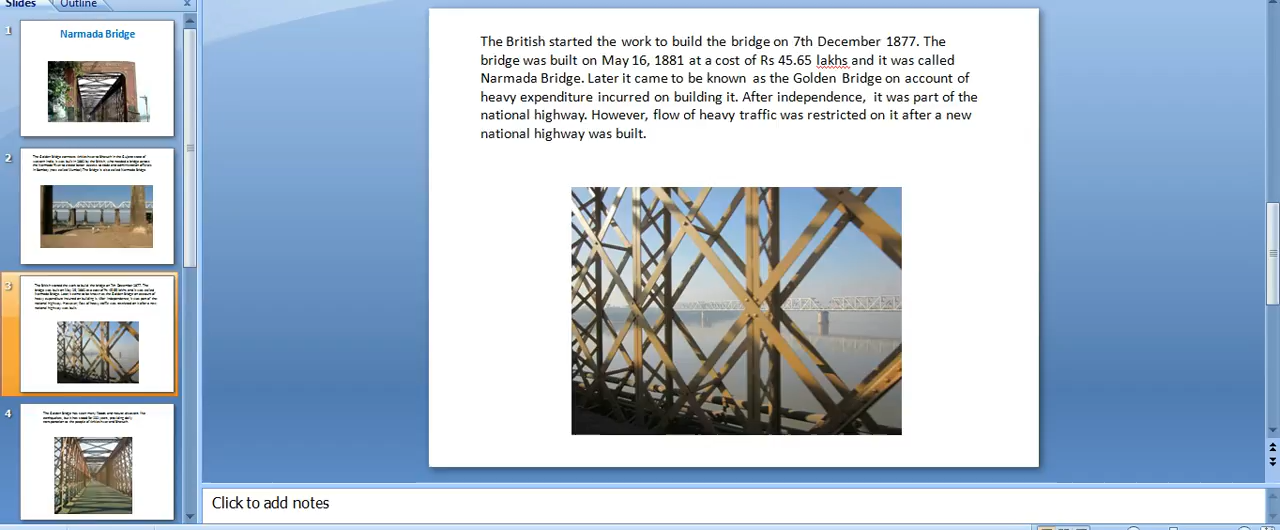 Slides
Outline
1
Narmada Bridge
2
3
4
The British started the work to build the bridge on 7th December 1877. The
bridge was built on May 16, 1881 at a cost of Rs 45.65 lakhs and it was called
Narmada Bridge. Later it came to be known as the Golden Bridge on account of
heavy expenditure incurred on building it. After independence, it was part of the
national highway. However, flow of heavy traffic was restricted on it after a new
national highway was built.
Click to add notes